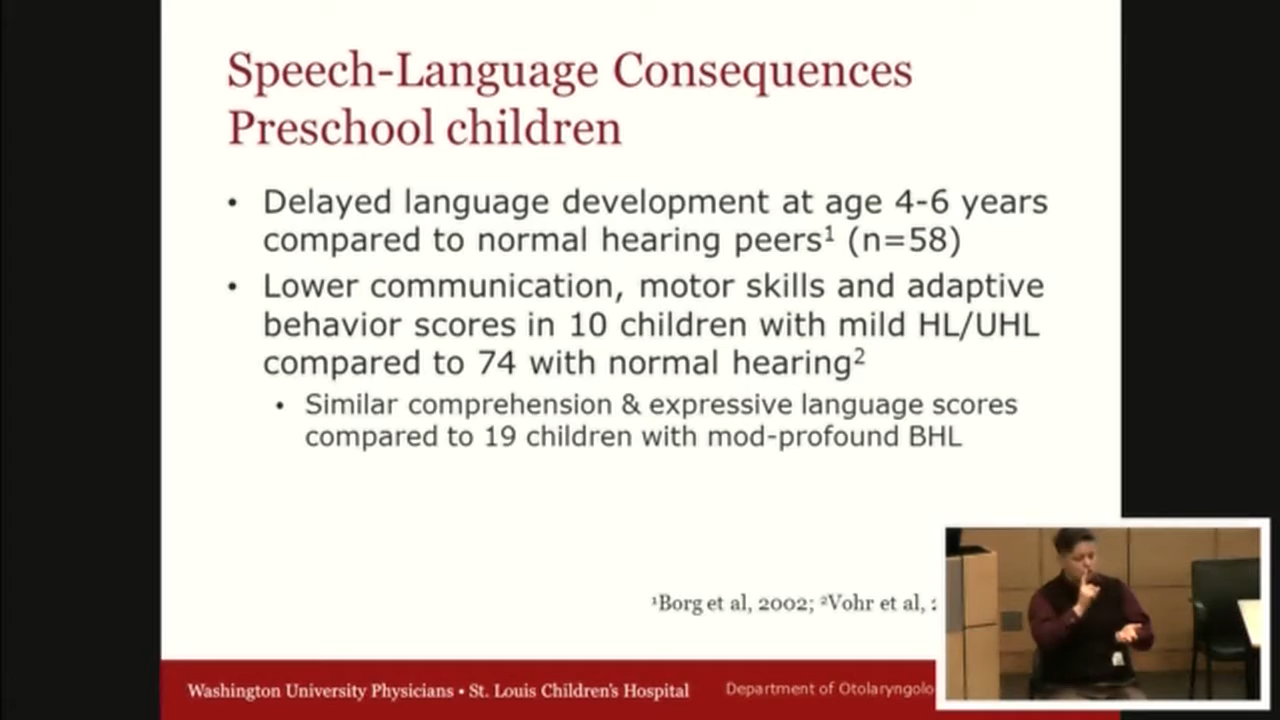 Speech-Language Consequences
Preschool children
• Delayed language development at age 4-6 years
compared to normal hearing peers¹ (n=58)
• Lower communication, motor skills and adaptive
behavior scores in 10 children with mild HL/UHL
compared to 74 with normal hearing²
• Similar comprehension & expressive language scores
compared to 19 children with mod-profound BHL
¹Borg et al, 2002; ²Vohr et al,
Washington University Physicians • St. Louis Children's Hospital
Department of